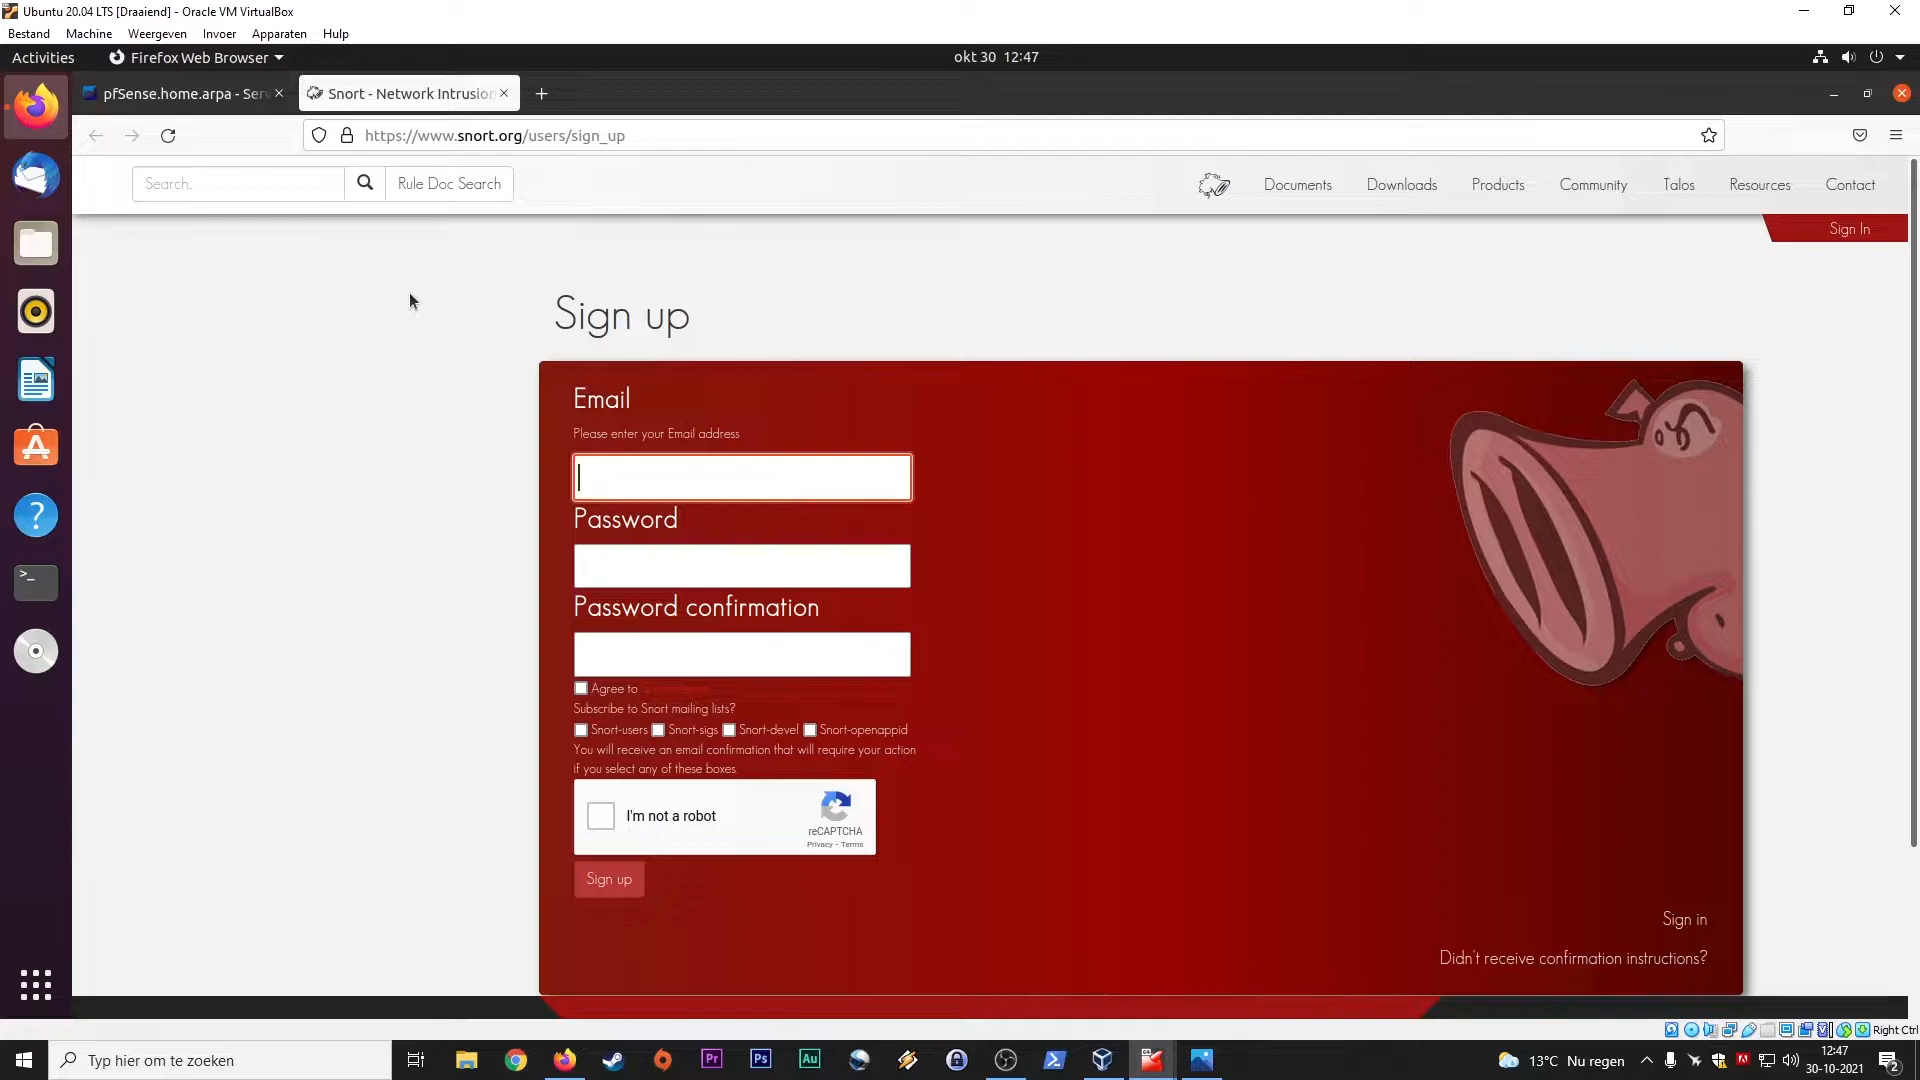 Ubuntu 20.04 LTS [Draaiend] - Oracle VM VirtualBox
Bestand Machine Weergeven Invoer Apparaten Hulp
Activities Firefox Web Browser okt 30 12:47
pfSense.home.arpa - Serv Snort - Network Intrusion
https://www.snort.org/users/sign_up
Search.. Rule Doc Search Documents Downloads Products Community Talos Resources Contact
Sign In
Sign up
Email
Please enter your Email address
Password
Password confirmation
Agree to
Subscribe to Snort mailing lists?
Snort-users Snort-sigs Snort-devel Snort-openappid
You will receive an email confirmation that will require your action
if you select any of these boxes
I'm not a robot
reCAPTCHA
Privacy - Terms
Sign up
Sign in
Didn't receive confirmation instructions?
Right Ctrl
Typ hier om te zoeken
Pr Ps Au
13°C Nu regen
12:47
30-10-2021
2